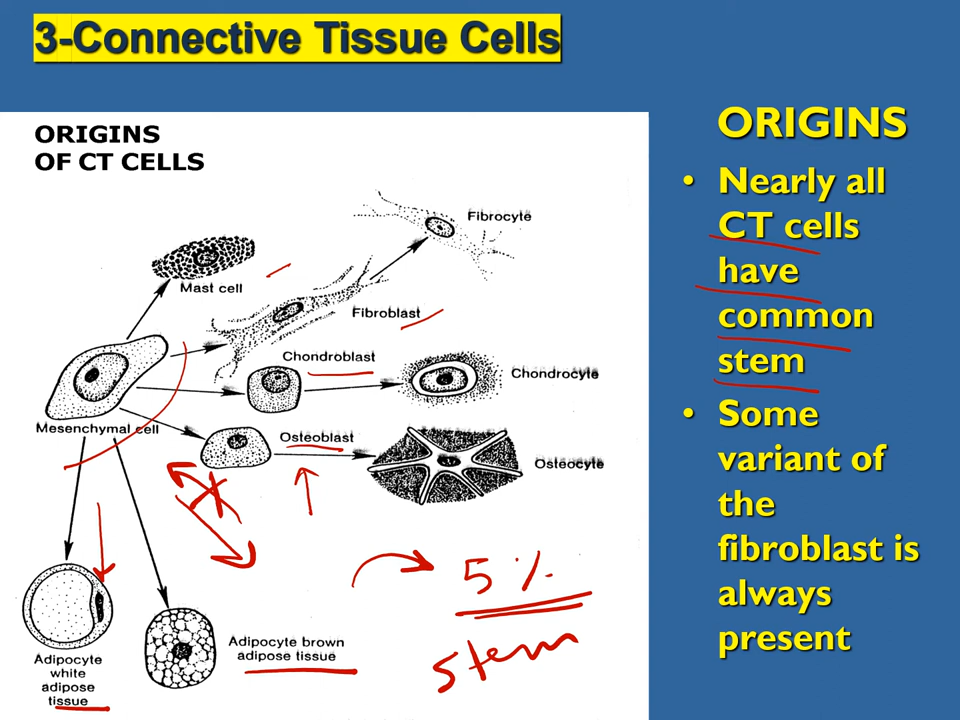 3-Connective Tissue Cells
ORIGINS
OF CT CELLS
Fibrocyte
Mast cell
Fibroblast
Chondroblast
Chondrocyte
Mesenchymal cell
Osteoblast
Osteocyte
Adipocyte
white
adipose
tissue
Adipocyte brown
adipose tissue
5 %
stem
ORIGINS
• Nearly all
CT cells
have
common
stem
• Some
variant of
the
fibroblast is
always
present